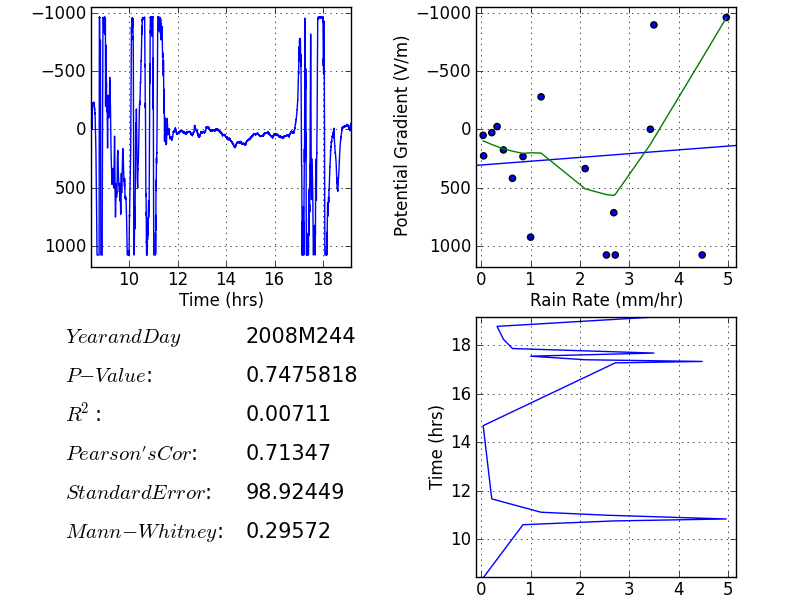 −1000
−500
0
500
1000
10 12 14 16 18
Time (hrs)
−1000
−500
0
500
1000
Potential Gradient (V/m)
0 1 2 3 4 5
Rain Rate (mm/hr)
YearandDay 2008M244
P−Value: 0.7475818
R²: 0.00711
Pearson'sCor: 0.71347
StandardError: 98.92449
Mann−Whitney: 0.29572
18
16
14
12
10
Time (hrs)
0 1 2 3 4 5